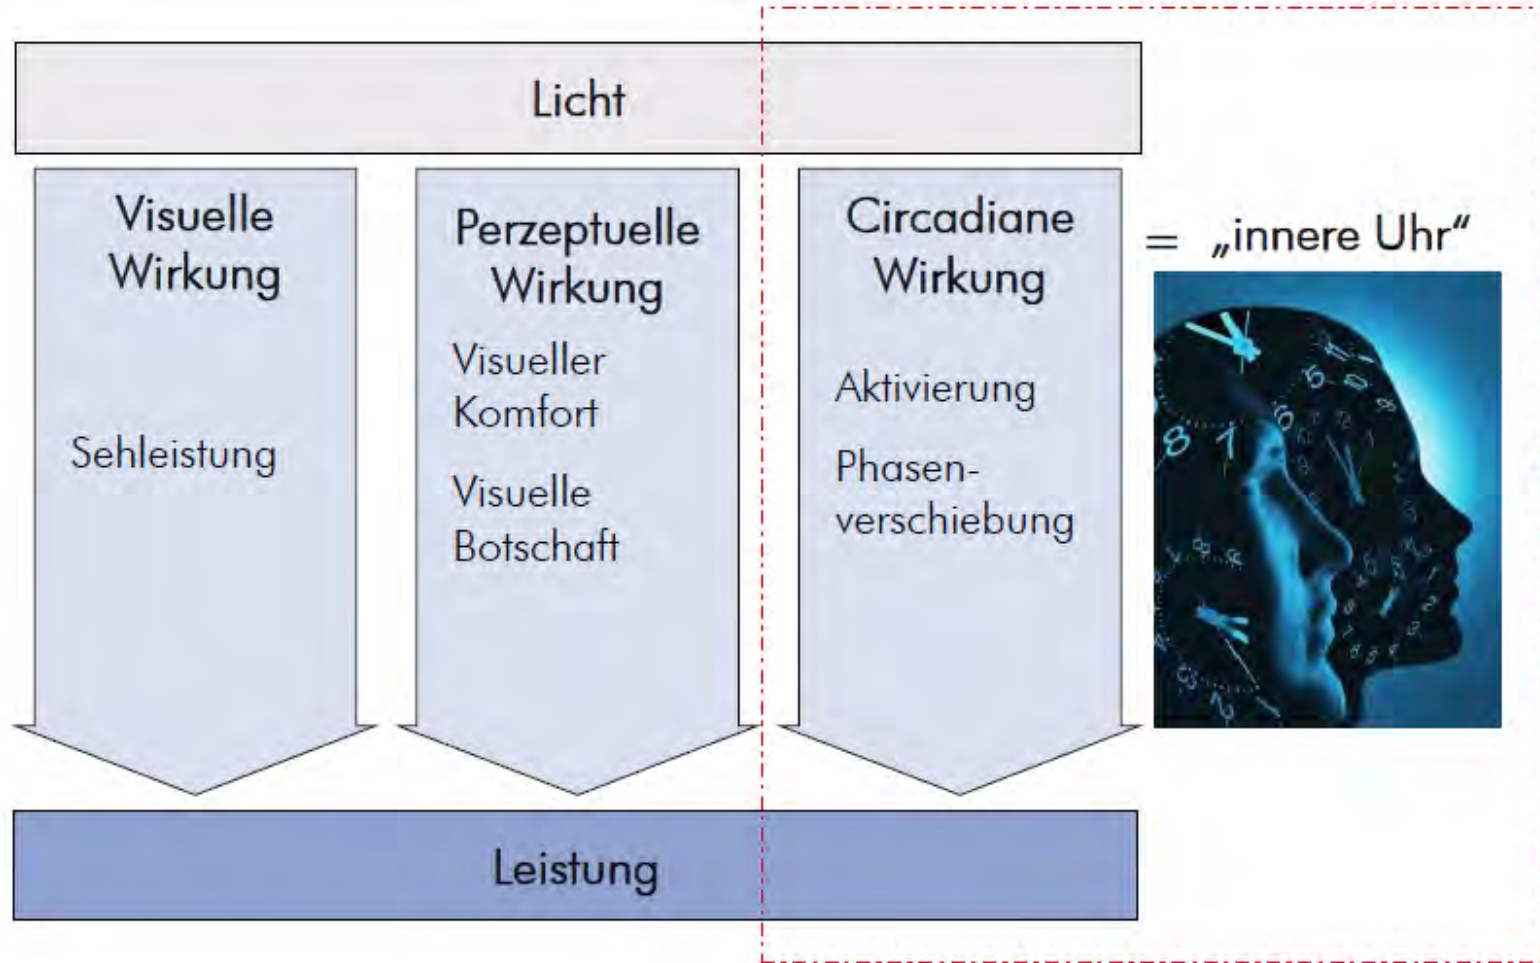 Licht
Visuelle
Wirkung
Sehleistung
Perzeptuelle
Wirkung
Visueller
Komfort
Visuelle
Botschaft
Circadiane
Wirkung
Aktivierung
Phasen-
verschiebung
= „innere Uhr“
Leistung